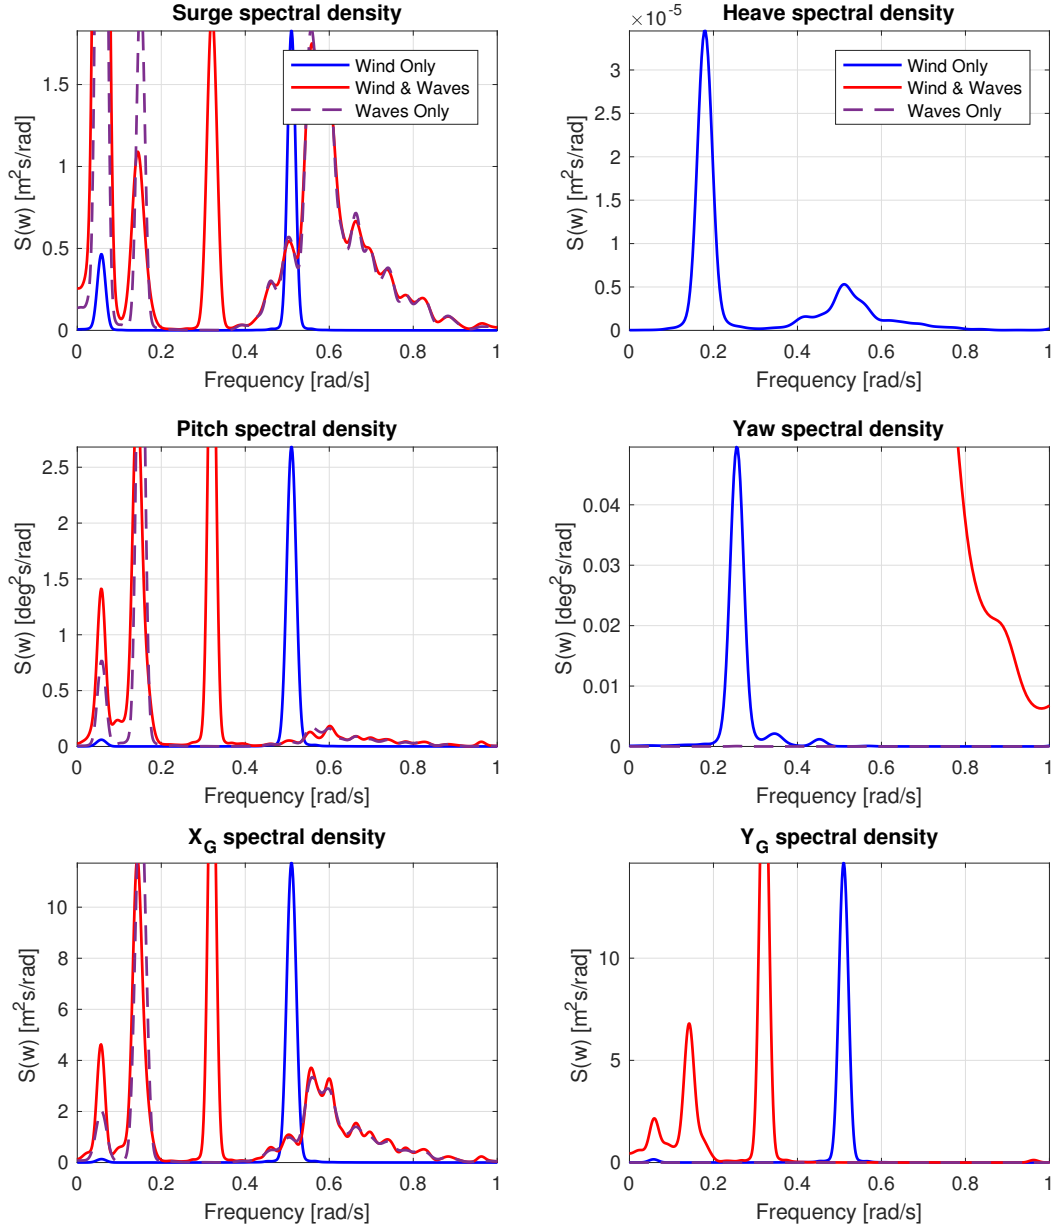 Surge spectral density
S(w) [m²s/rad]
1.5
1
0.5
0
0 0.2 0.4 0.6 0.8 1
Frequency [rad/s]
Wind Only
Wind & Waves
Waves Only
Heave spectral density
×10⁻⁵
S(w) [m²s/rad]
3
2.5
2
1.5
1
0.5
0
0 0.2 0.4 0.6 0.8 1
Frequency [rad/s]
Wind Only
Wind & Waves
Waves Only
Pitch spectral density
S(w) [deg²s/rad]
2.5
2
1.5
1
0.5
0
0 0.2 0.4 0.6 0.8 1
Frequency [rad/s]
Yaw spectral density
S(w) [deg²s/rad]
0.04
0.03
0.02
0.01
0
0 0.2 0.4 0.6 0.8 1
Frequency [rad/s]
X_G spectral density
S(w) [m²s/rad]
10
8
6
4
2
0
0 0.2 0.4 0.6 0.8 1
Frequency [rad/s]
Y_G spectral density
S(w) [m²s/rad]
10
5
0
0 0.2 0.4 0.6 0.8 1
Frequency [rad/s]